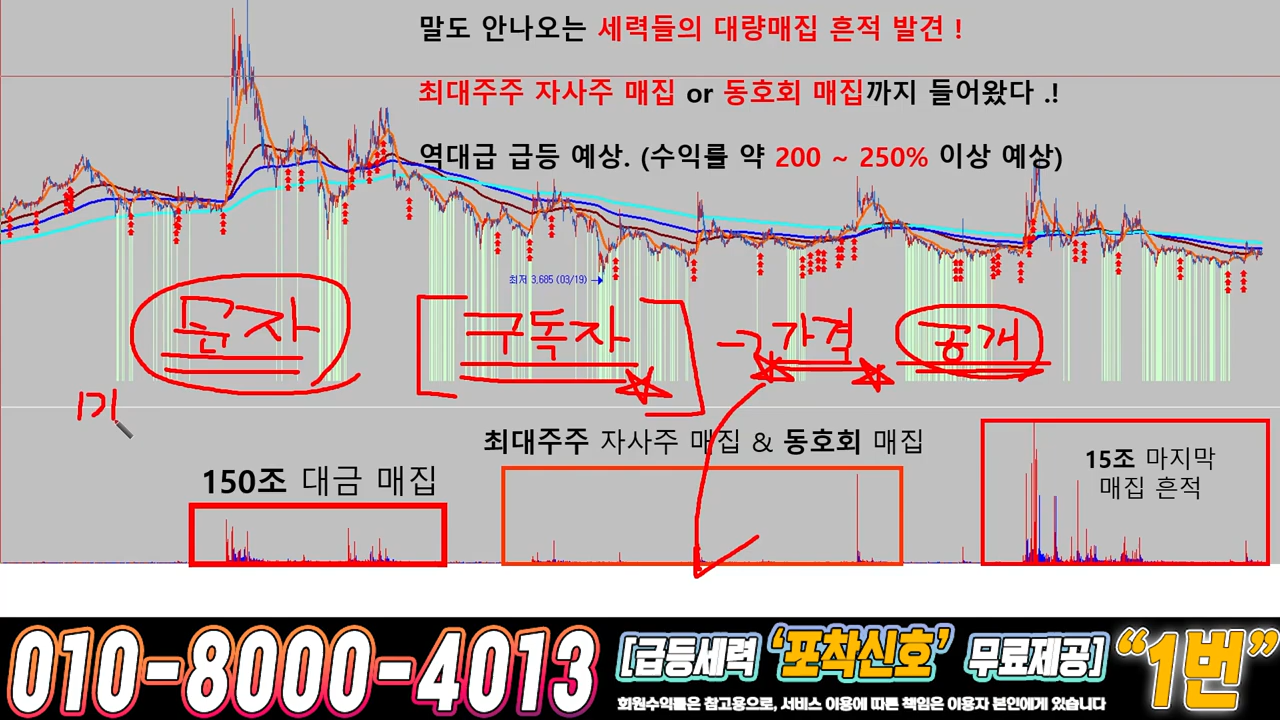 말도 안나오는 세력들의 대량매집 흔적 발견 !
최대주주 자사주 매집 or 동호회 매집까지 들어왔다 .!
역대급 급등 예상. (수익률 약 200 ~ 250% 이상 예상)
최저 3,685 (03/19)
문자 구독자 가격 공개
최대주주 자사주 매집 & 동호회 매집
150조 대금 매집
15조 마지막
매집 흔적
010-8000-4013 [급등세력 '포착신호' 무료제공] "1번"
회원수익률은 참고용으로, 서비스 이용에 따른 책임은 이용자 본인에게 있습니다